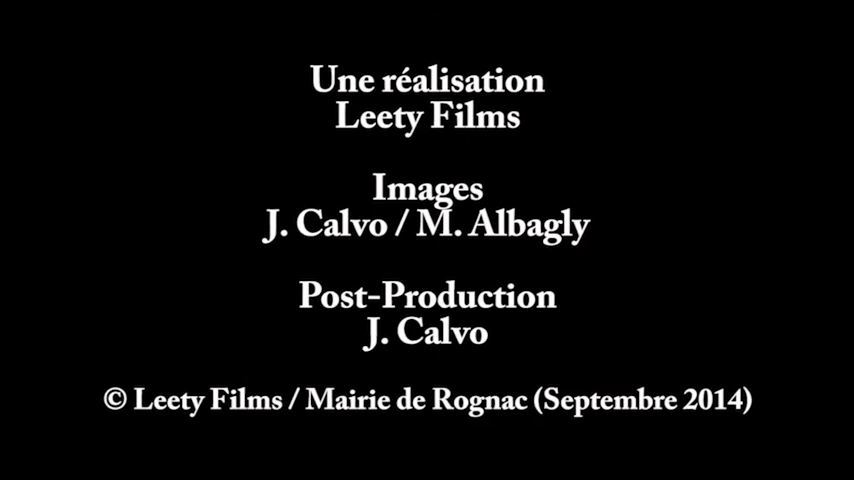 Une réalisation
Leety Films
Images
J. Calvo / M. Albagly
Post-Production
J. Calvo
© Leety Films / Mairie de Rognac (Septembre 2014)